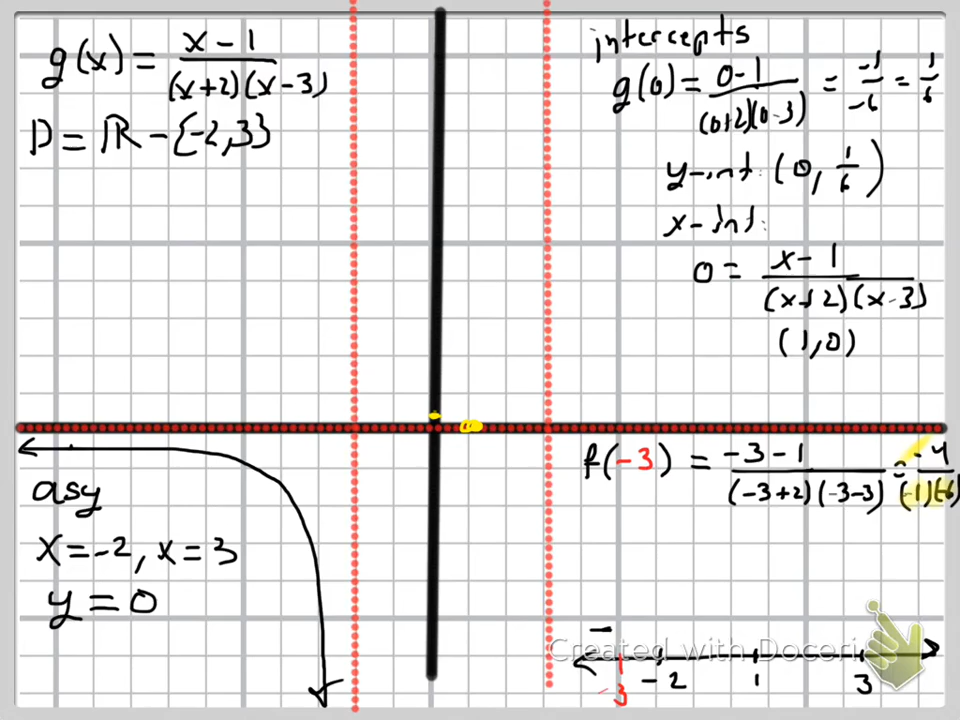 g(x) = x - 1 / (x+2)(x-3)
D = ℝ - {-2,3}
intercepts
g(0) = 0-1 / (0+2)(0-3) = -1/-6 = 1/6
y-int: (0, 1/6)
x-int:
0 = x - 1 / (x+2)(x-3)
(1,0)
f(-3) = -3-1 / (-3+2)(-3-3) = -4 / (-1)(-6)
asy
x=-2, x=3
y = 0
-
Created with Doceri
-3 -2 1 3